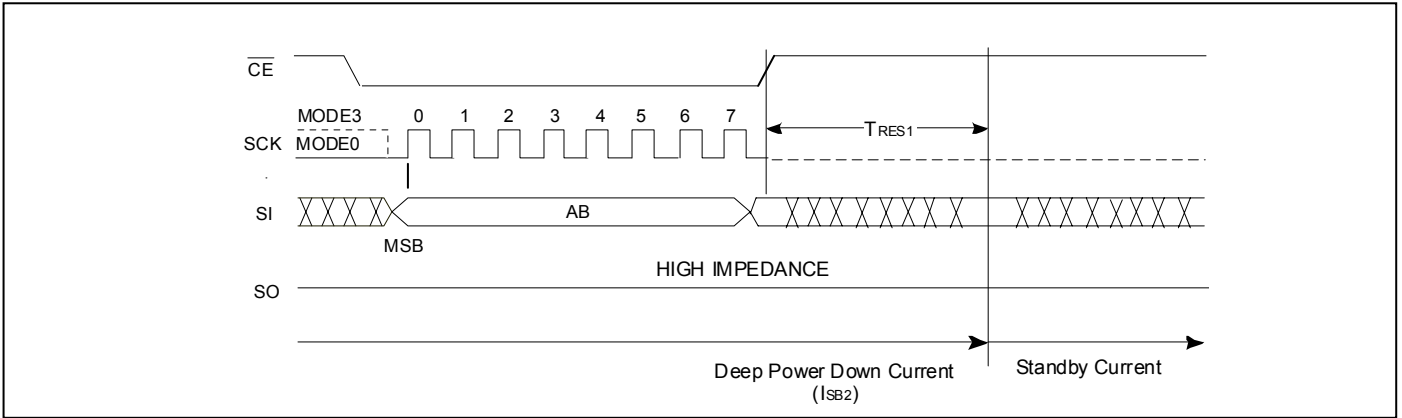 CE
MODE3 0 1 2 3 4 5 6 7
SCK MODE0
TRES1
SI AB
MSB
HIGH IMPEDANCE
SO
Deep Power Down Current
(ISB2)
Standby Current